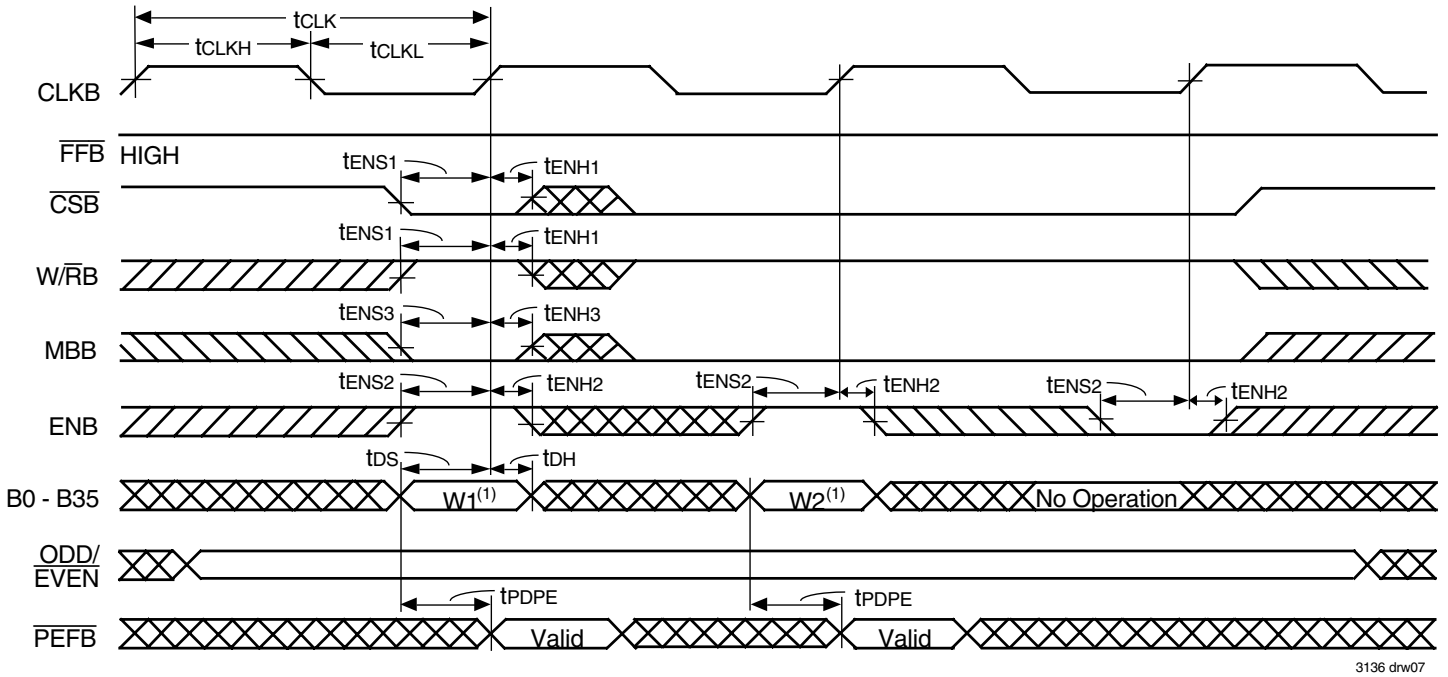 tCLK
tCLKH tCLKL
CLKB
FFB HIGH
tENS1 tENH1
CSB
tENS1 tENH1
W/RB
tENS3 tENH3
MBB
tENS2 tENH2 tENS2 tENH2 tENS2 tENH2
ENB
tDS tDH
B0 - B35 W1(1) W2(1) No Operation
ODD/
EVEN
tPDPE tPDPE
PEFB Valid Valid
3136 drw07